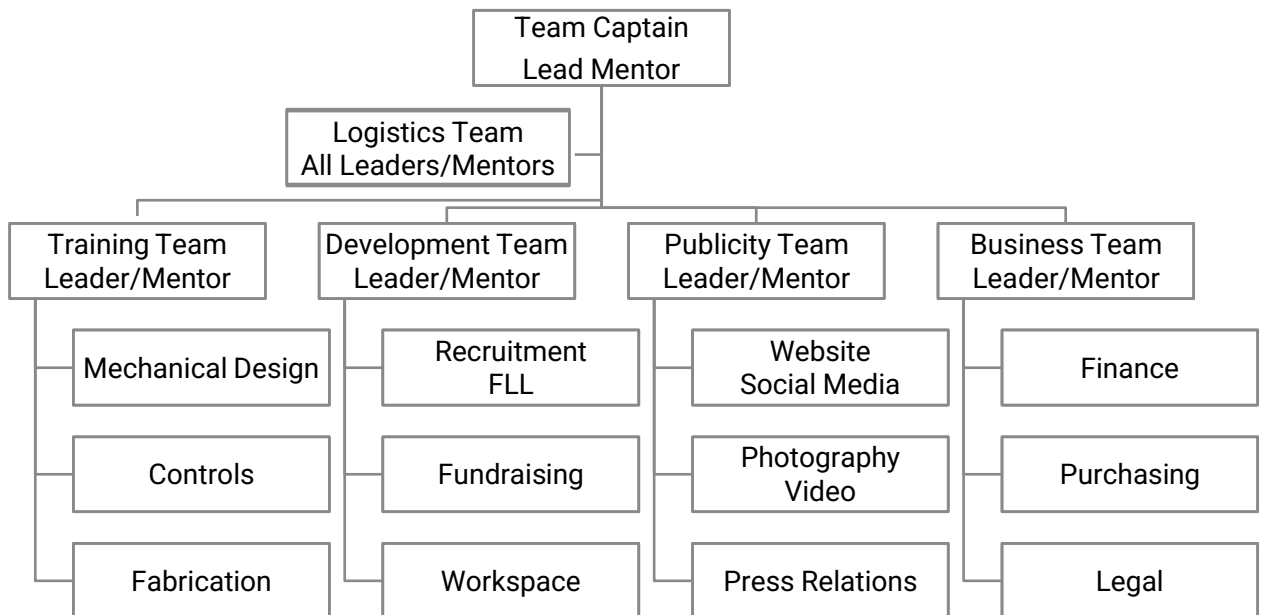 Team Captain
Lead Mentor
Logistics Team
All Leaders/Mentors
Training Team
Leader/Mentor
Development Team
Leader/Mentor
Publicity Team
Leader/Mentor
Business Team
Leader/Mentor
Mechanical Design
Recruitment
FLL
Website
Social Media
Finance
Controls
Fundraising
Photography
Video
Purchasing
Fabrication
Workspace
Press Relations
Legal